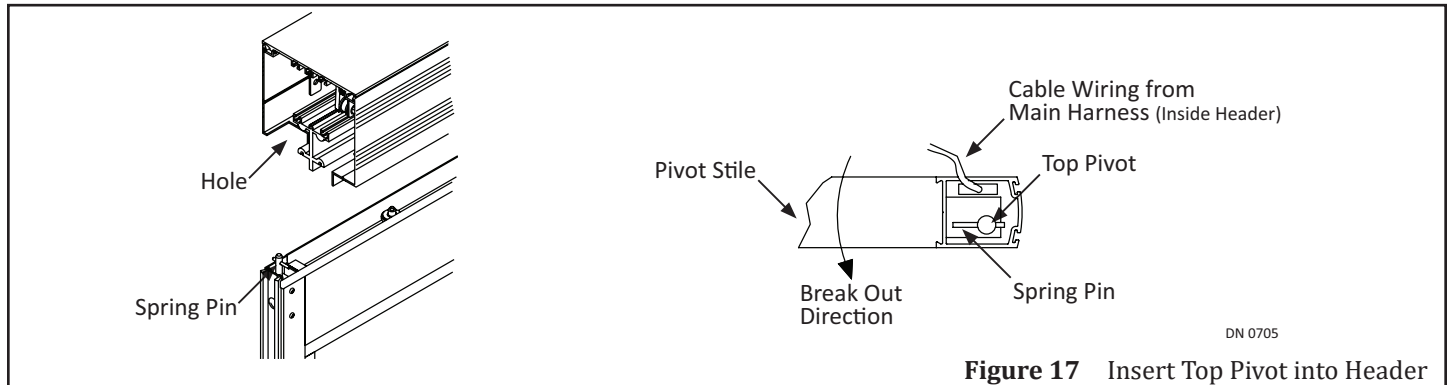 Hole
Spring Pin
Cable Wiring from
Main Harness (Inside Header)
Pivot Stile
Top Pivot
Break Out
Direction
Spring Pin
DN 0705
Figure 17 Insert Top Pivot into Header